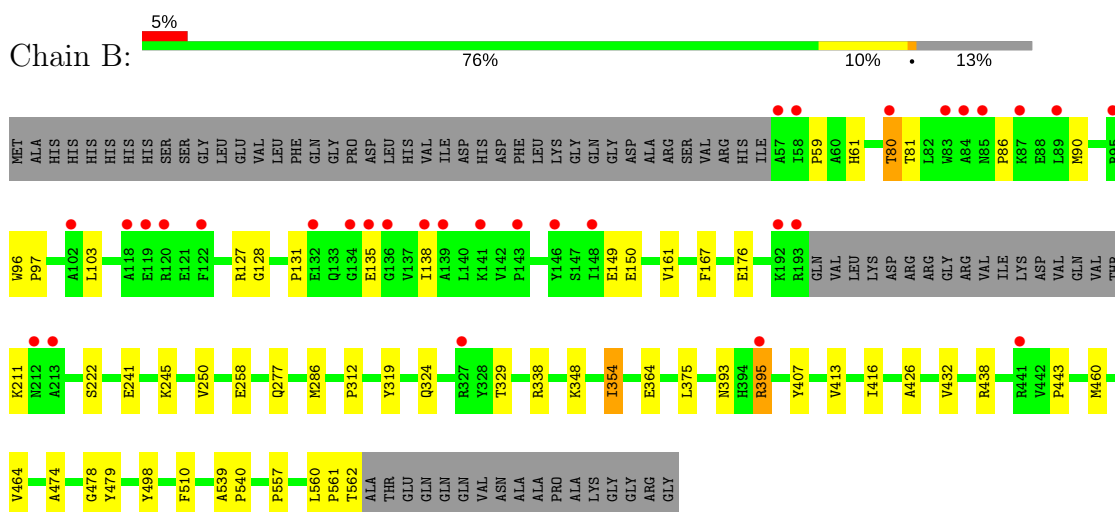 5%
Chain B:
76% 10% • 13%
MET ALA HIS HIS HIS HIS HIS HIS SER SER GLY LEU GLU VAL LEU PHE GLN GLY PRO ASP LEU HIS VAL ILE ASP HIS ASP PHE LEU LYS GLY GLY ASP ALA ARG SER VAL ARG HIS ILE A57 I58 P59 A60 H61 T80 T81 L82 W83 A84 N85 P86 K87 E88 L89 M90 R95
W96 P97 A102 L103 A118 E119 R120 E121 F122 R127 G128 P131 E132 Q133 G134 E135 G136 V137 I138 A139 L140 K141 V142 P143 Y146 S147 I148 E149 E150 V161 F167 E176 K192 R193 GLN VAL LEU LYS ASP ARG ARG GLY ARG VAL ILE LYS ASP VAL GLN VAL THR
K211 N212 A213 S222 E241 K245 V250 E258 Q277 M286 P312 Y319 Q324 R327 Y328 T329 R338 K348 I354 E364 L375 N393 H394 R395 Y407 V413 I416 A426 V432 R438 R441 V442 P443 M460
V464 A474 G478 Y479 Y498 F510 A539 P540 P557 L560 P561 T562 ALA THR GLU GLN GLN GLN VAL ASN ALA ALA PRO ALA LYS GLY GLY ARG GLY